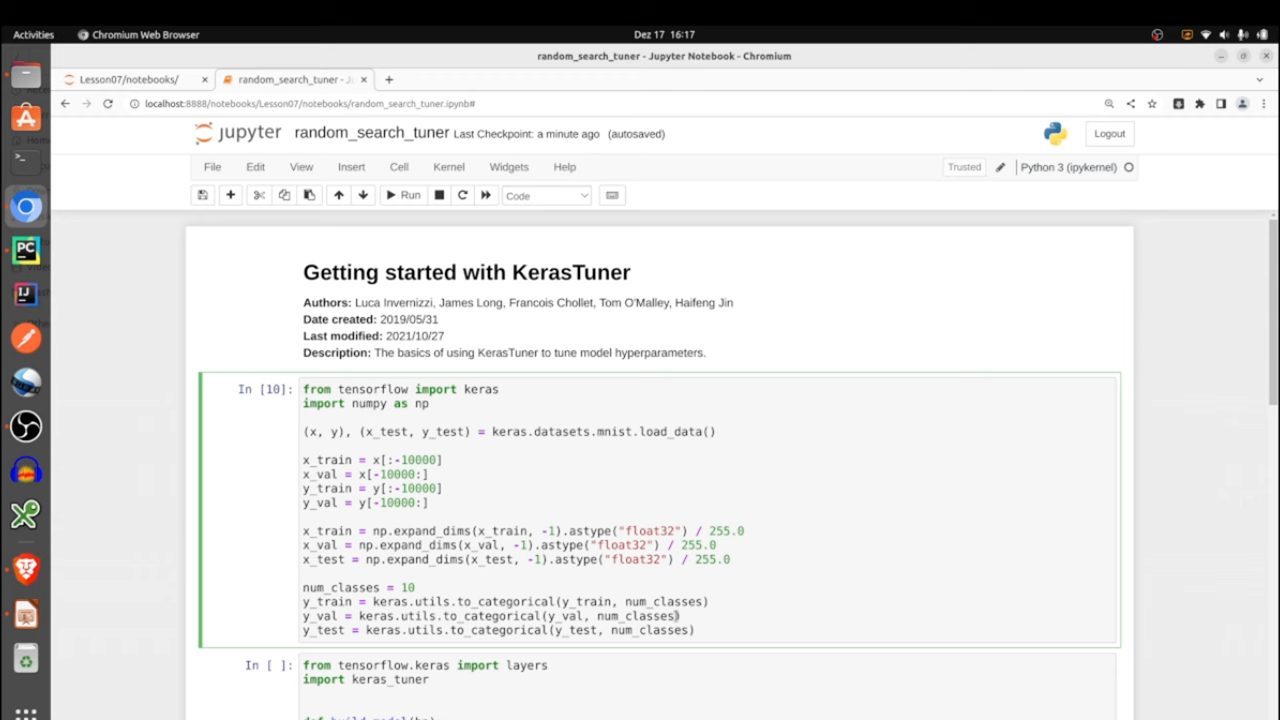 Activities Chromium Web Browser Dez 17 16:17
random_search_tuner - Jupyter Notebook - Chromium
Lesson07/notebooks/ random_search_tuner - J
localhost:8888/notebooks/Lesson07/notebooks/random_search_tuner.ipynb#
jupyter random_search_tuner Last Checkpoint: a minute ago (autosaved) Logout
File Edit View Insert Cell Kernel Widgets Help Trusted Python 3 (ipykernel)
Run Code
Getting started with KerasTuner
Authors: Luca Invernizzi, James Long, Francois Chollet, Tom O'Malley, Haifeng Jin
Date created: 2019/05/31
Last modified: 2021/10/27
Description: The basics of using KerasTuner to tune model hyperparameters.
In [10]: from tensorflow import keras
import numpy as np
(x, y), (x_test, y_test) = keras.datasets.mnist.load_data()
x_train = x[:-10000]
x_val = x[-10000:]
y_train = y[:-10000]
y_val = y[-10000:]
x_train = np.expand_dims(x_train, -1).astype("float32") / 255.0
x_val = np.expand_dims(x_val, -1).astype("float32") / 255.0
x_test = np.expand_dims(x_test, -1).astype("float32") / 255.0
num_classes = 10
y_train = keras.utils.to_categorical(y_train, num_classes)
y_val = keras.utils.to_categorical(y_val, num_classes)
y_test = keras.utils.to_categorical(y_test, num_classes)
In [ ]: from tensorflow.keras import layers
import keras_tuner
def build_model(hp):